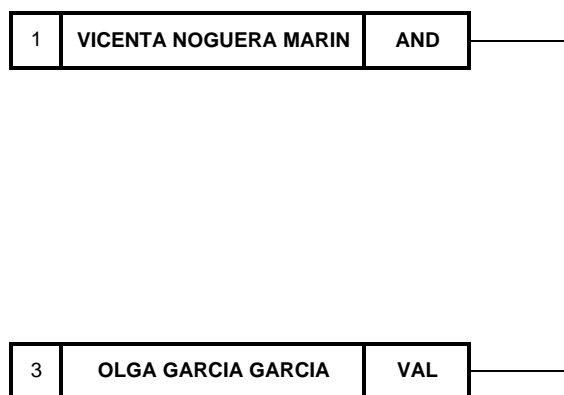 1 VICENTA NOGUERA MARIN AND
3 OLGA GARCIA GARCIA VAL